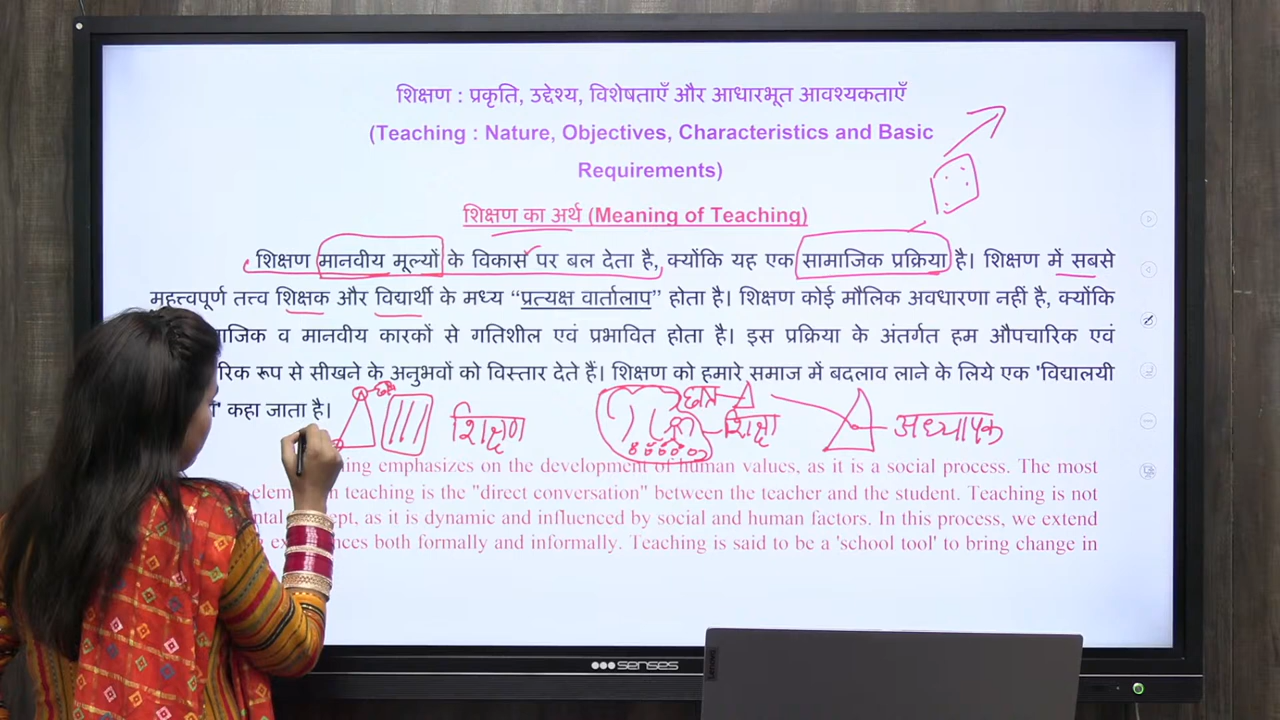 शिक्षण : प्रकृति, उद्देश्य, विशेषताएँ और आधारभूत आवश्यकताएँ
(Teaching : Nature, Objectives, Characteristics and Basic
Requirements)
शिक्षण का अर्थ (Meaning of Teaching)
शिक्षण मानवीय मूल्यों के विकास पर बल देता है, क्योंकि यह एक सामाजिक प्रक्रिया है। शिक्षण में सबसे
महत्त्वपूर्ण तत्त्व शिक्षक और विद्यार्थी के मध्य “प्रत्यक्ष वार्तालाप” होता है। शिक्षण कोई मौलिक अवधारणा नहीं है, क्योंकि
व मानवीय कारकों से गतिशील एवं प्रभावित होता है। इस प्रक्रिया के अंतर्गत हम औपचारिक एवं
रूप से सीखने के अनुभवों को विस्तार देते हैं। शिक्षण को हमारे समाज में बदलाव लाने के लिये एक 'विद्यालयी
कहा जाता है।
शिक्षण छात्र शिक्षा अध्यापक
emphasizes on the development of human values, as it is a social process. The most
in teaching is the "direct conversation" between the teacher and the student. Teaching is not
as it is dynamic and influenced by social and human factors. In this process, we extend
both formally and informally. Teaching is said to be a 'school tool' to bring change in
senses
Lenovo